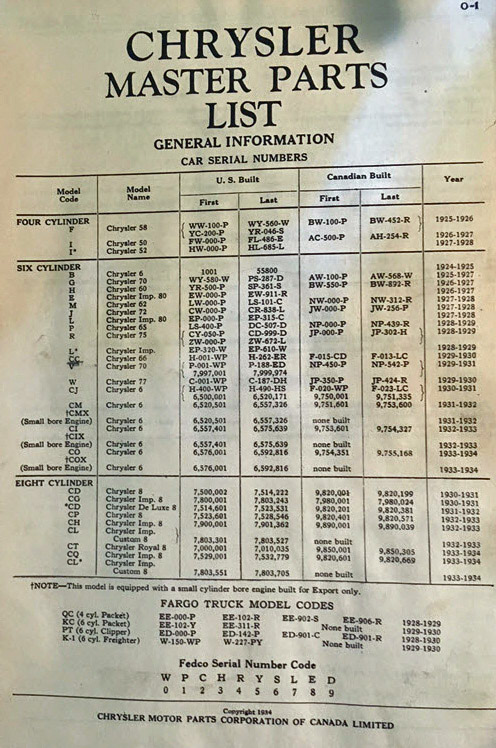 O-1
CHRYSLER
MASTER PARTS
LIST
GENERAL INFORMATION
CAR SERIAL NUMBERS
Model Code Model Name U. S. Built Canadian Built Year
First Last First Last
FOUR CYLINDER
F Chrysler 58 WW-100-P WY-560-W BW-100-P BW-452-R 1925-1926
YC-200-P YR-046-S
I Chrysler 50 FW-000-P FL-486-E AC-500-P AH-254-R 1926-1927
I* Chrysler 52 HW-000-P HL-685-L 1927-1928
SIX CYLINDER
B Chrysler 6 1001 55800 1924-1925
G Chrysler 70 WY-580-W PS-287-D AW-100-P AW-568-W 1925-1927
H Chrysler 60 YR-500-P SP-361-S BW-550-P BW-892-R 1926-1927
E Chrysler Imp. 80 EW-000-P EW-911-R 1926-1927
M Chrysler 62 LW-000-P LS-101-C NW-000-P NW-312-R 1927-1928
J Chrysler 72 CW-000-P CR-838-L JW-000-P JW-256-P 1927-1928
L Chrysler Imp. 80 EP-000-P EP-315-C 1927-1928
P Chrysler 65 LS-400-P DC-507-D NP-000-P NP-439-R 1928-1929
R Chrysler 75 CY-050-P CD-999-D JP-000-P JP-302-H 1928-1929
ZW-000-P ZW-672-L
L* Chrysler Imp. EP-320-W EP-610-W 1928-1929
Chrysler 66 H-001-WP H-262-ER F-015-CD F-013-LC 1929-1930
Chrysler 70 P-001-WP P-188-ED NP-450-P NP-542-P 1930-1931
7,997,001 7,999,974
W Chrysler 77 C-001-WP C-187-DH JP-350-P JP-424-R 1929-1930
CJ Chrysler 6 H-400-WP H-490-HS F-020-WP F-023-LC 1930-1931
6,500,001 6,520,171 9,750,001 9,751,335
CM Chrysler 6 6,520,501 6,557,326 9,751,601 9,753,600 1931-1932
†CMX
(Small bore Engine) Chrysler 6 6,520,501 6,557,326 none built 1931-1932
CI Chrysler 6 6,557,401 6,575,639 9,753,601 9,754,327 1932-1933
†CIX
(Small bore Engine) Chrysler 6 6,557,401 6,575,639 none built 1932-1933
CO Chrysler 6 6,576,001 6,592,816 9,754,351 9,755,168 1933-1934
†COX
(Small bore Engine) Chrysler 6 6,576,001 6,592,816 none built 1933-1934
EIGHT CYLINDER
CD Chrysler 8 7,500,002 7,514,222 9,820,001 9,820,199 1930-1931
CG Chrysler Imp. 8 7,800,001 7,803,243 7,980,001 7,980,024 1930-1931
*CD Chrysler De Luxe 8 7,514,601 7,523,531 9,820,201 9,820,381 1931-1932
CP Chrysler 8 7,523,601 7,528,546 9,820,401 9,820,571 1932-1933
CH Chrysler Imp. 8 7,900,001 7,901,362 9,890,001 9,890,039 1931-1932
CL Chrysler Imp.
Custom 8 7,803,301 7,803,527 none built 1932-1933
CT Chrysler Royal 8 7,000,001 7,010,035 9,850,001 9,850,305 1933-1934
CQ Chrysler Imp. 8 7,529,001 7,532,779 9,820,601 9,820,669 1933-1934
CL* Chrysler Imp.
Custom 8 7,803,551 7,803,705 none built 1933-1934
†NOTE—This model is equipped with a small cylinder bore engine built for Export only.
FARGO TRUCK MODEL CODES
QC (4 cyl. Packet) EE-000-P EE-102-R EE-902-S EE-906-R 1928-1929
KC (6 cyl. Packet) EE-102-Y EE-311-R None built 1929-1930
PT (6 cyl. Clipper) ED-000-P ED-142-P ED-901-C ED-901-R 1928-1930
K-1 (6 cyl. Freighter) W-150-WP W-227-PY None built 1929-1930
Fedco Serial Number Code
W P C H R Y S L E D
0 1 2 3 4 5 6 7 8 9
Copyright 1934
CHRYSLER MOTOR PARTS CORPORATION OF CANADA LIMITED